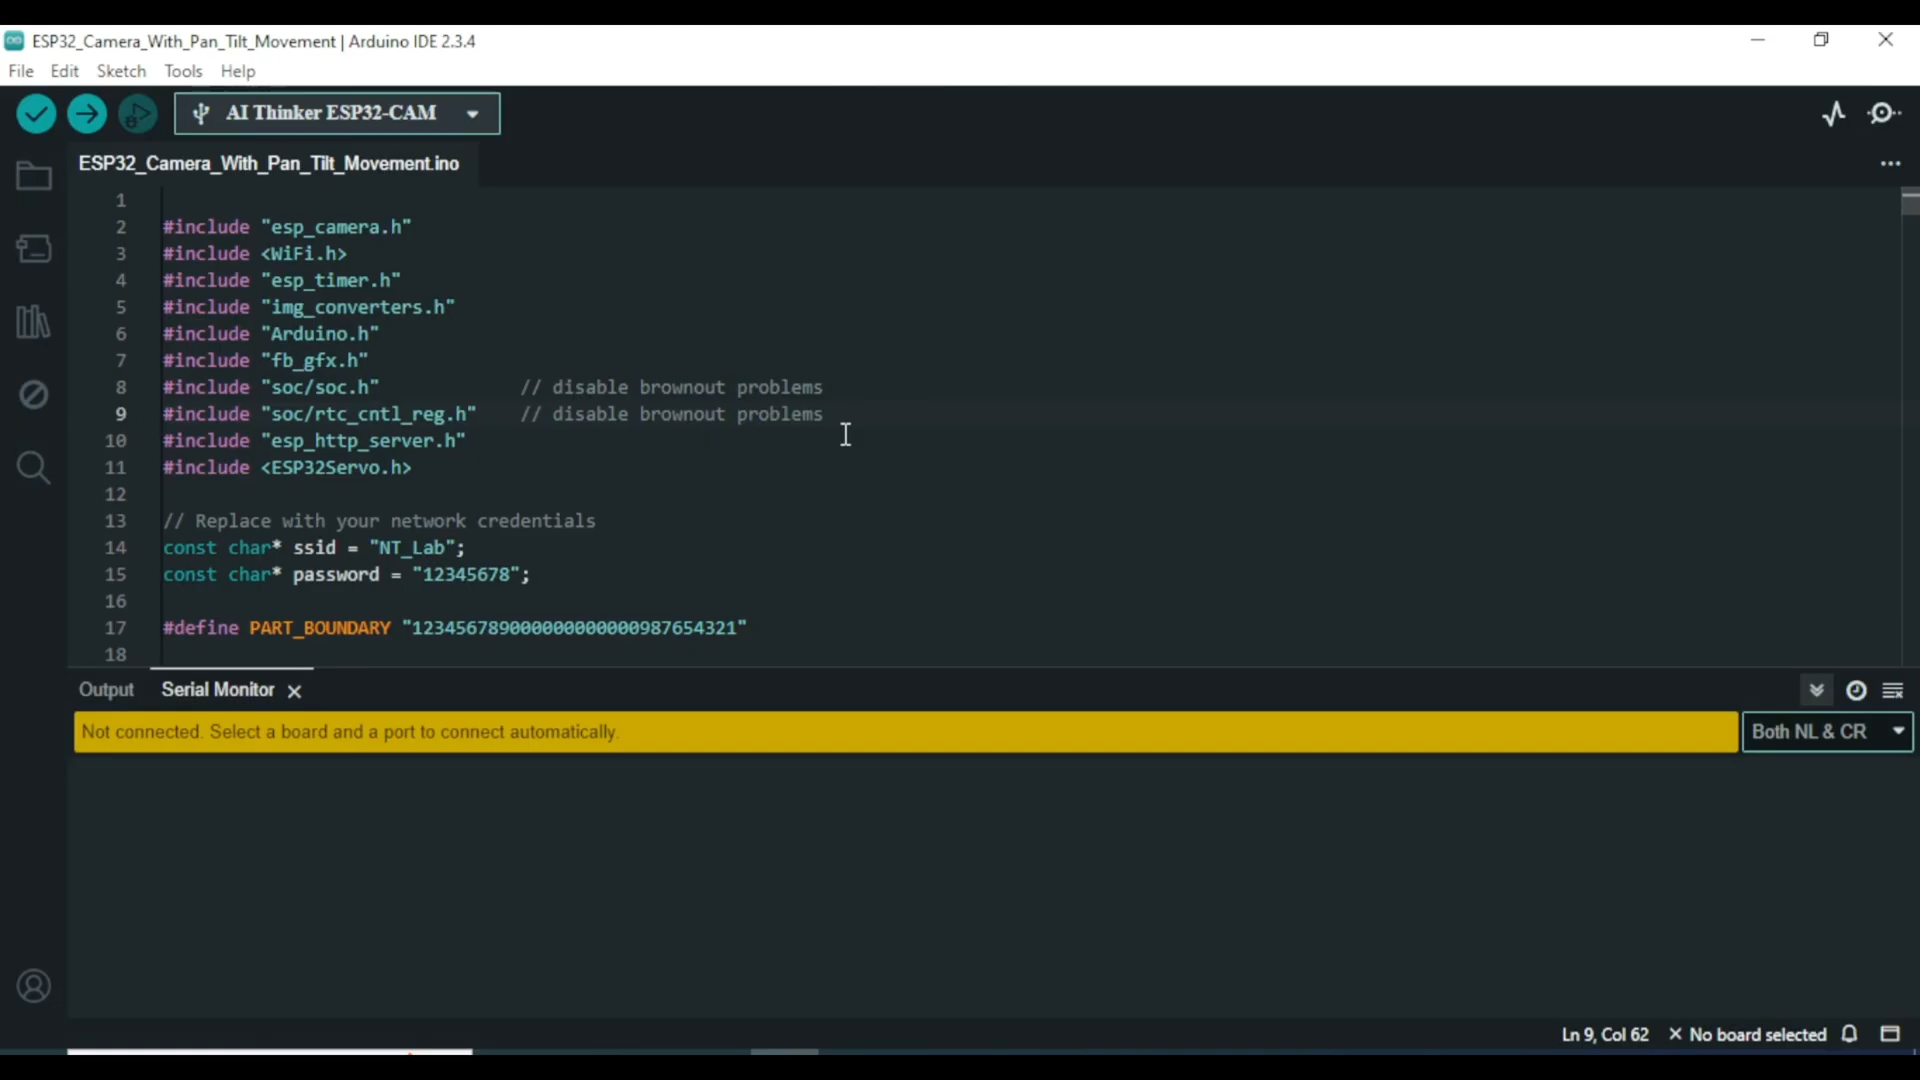 ESP32_Camera_With_Pan_Tilt_Movement | Arduino IDE 2.3.4
File Edit Sketch Tools Help
AI Thinker ESP32-CAM
ESP32_Camera_With_Pan_Tilt_Movement.ino
1
2 #include "esp_camera.h"
3 #include <WiFi.h>
4 #include "esp_timer.h"
5 #include "img_converters.h"
6 #include "Arduino.h"
7 #include "fb_gfx.h"
8 #include "soc/soc.h" // disable brownout problems
9 #include "soc/rtc_cntl_reg.h" // disable brownout problems
10 #include "esp_http_server.h"
11 #include <ESP32Servo.h>
12
13 // Replace with your network credentials
14 const char* ssid = "NT_Lab";
15 const char* password = "12345678";
16
17 #define PART_BOUNDARY "123456789000000000000987654321"
18
Output Serial Monitor
Not connected. Select a board and a port to connect automatically.
Both NL & CR
Ln 9, Col 62 No board selected